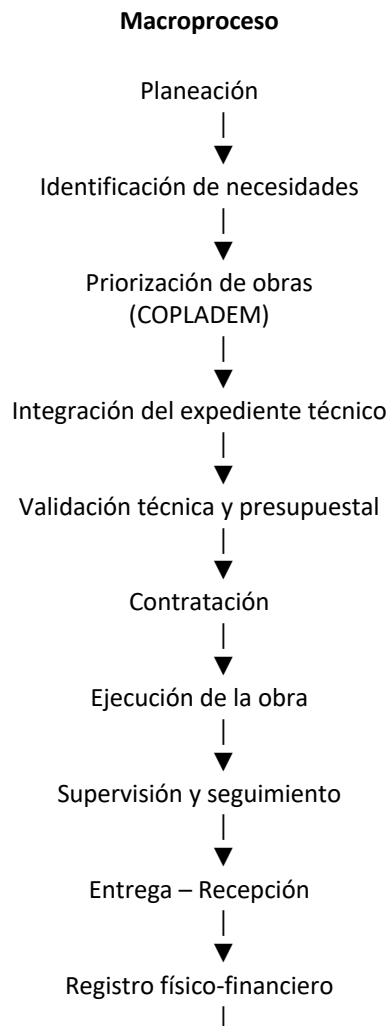 Macroproceso
Planeación
Identificación de necesidades
Priorización de obras
(COPLADEM)
Integración del expediente técnico
Validación técnica y presupuestal
Contratación
Ejecución de la obra
Supervisión y seguimiento
Entrega – Recepción
Registro físico-financiero